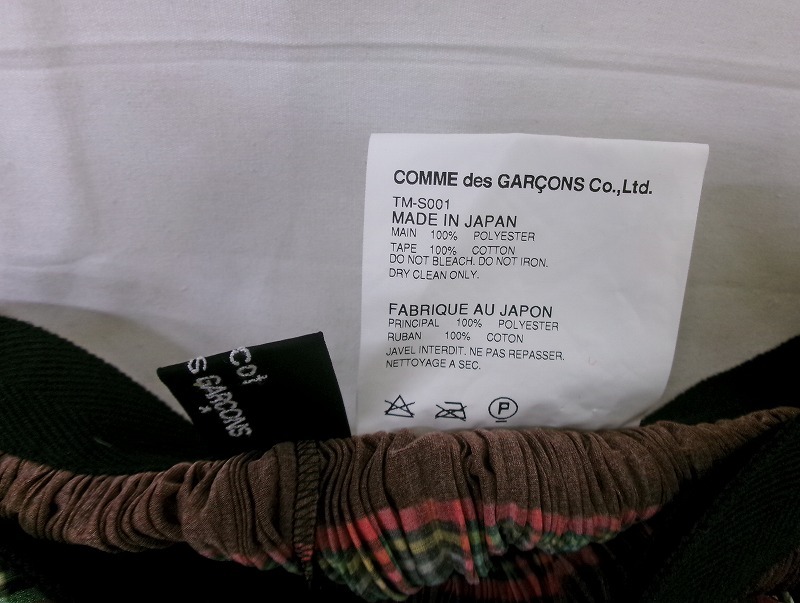 COMME des GARÇONS Co.,Ltd.
TM-S001
MADE IN JAPAN
MAIN 100% POLYESTER
TAPE 100% COTTON
DO NOT BLEACH. DO NOT IRON.
DRY CLEAN ONLY.
FABRIQUE AU JAPON
PRINCIPAL 100% POLYESTER
RUBAN 100% COTON
JAVEL INTERDIT. NE PAS REPASSER.
NETTOYAGE A SEC.
P
cot
S GARÇONS